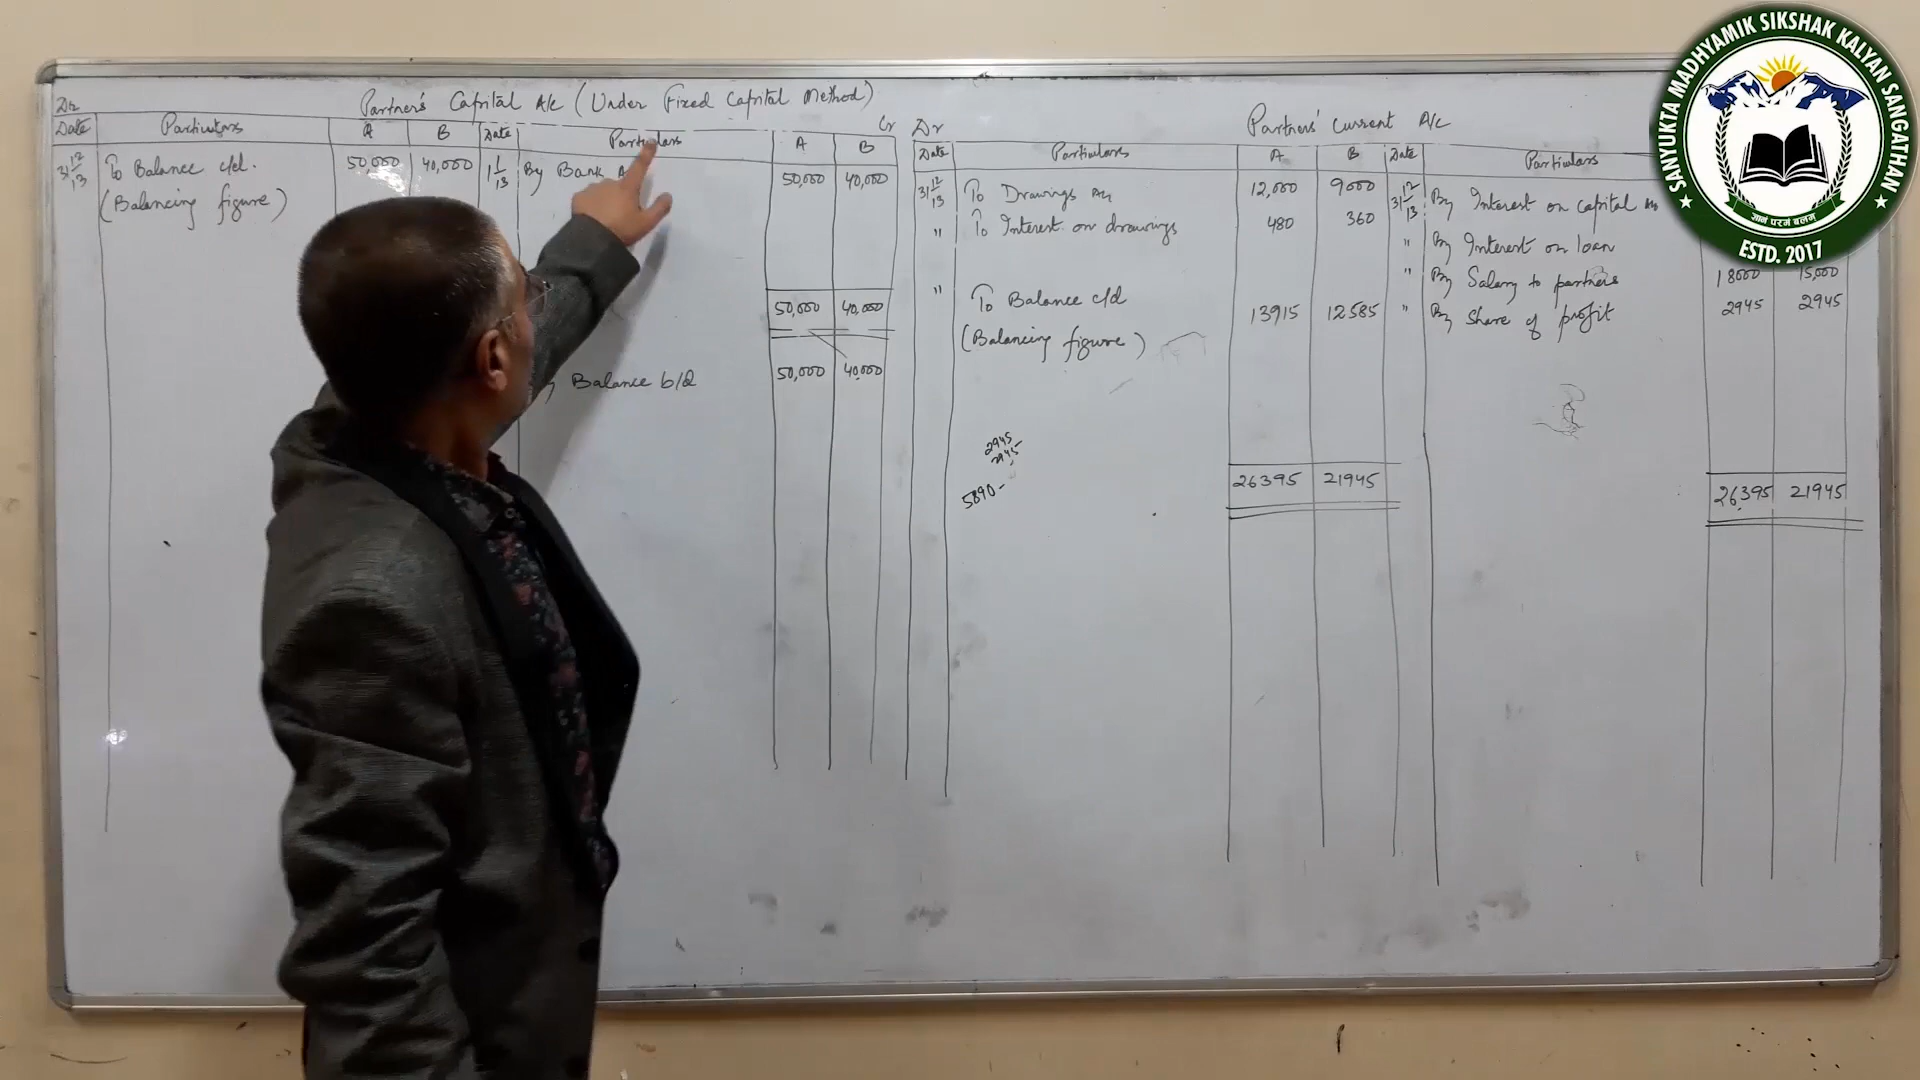 Partner's Capital A/c (Under Fixed Capital Method)
Dr
Cr
Date Particulars A B Date Particulars A B
31/12/13 To Balance c/d. 50,000 40,000 1/1/13 By Bank 50,000 40,000
(Balancing figure)
50,000 40,000
Balance b/d 50,000 40,000
Dr
Partners' Current A/c
Date Particulars A B Date Particulars
31/12/13 To Drawings A/c 12,000 9000 31/12/13 By Interest on capital A/c
" To Interest on drawings 480 360 " By Interest on loan
" By Salary to partners 18000 15,000
" To Balance c/d 13915 12585 " By Share of profit 2945 2945
(Balancing figure)
2945
2945
5890
26395 21945 26395 21945
SANYUKTA MADHYAMIK SIKSHAK KALYAN SANGATHAN
ज्ञानं परमं बलम्
ESTD. 2017